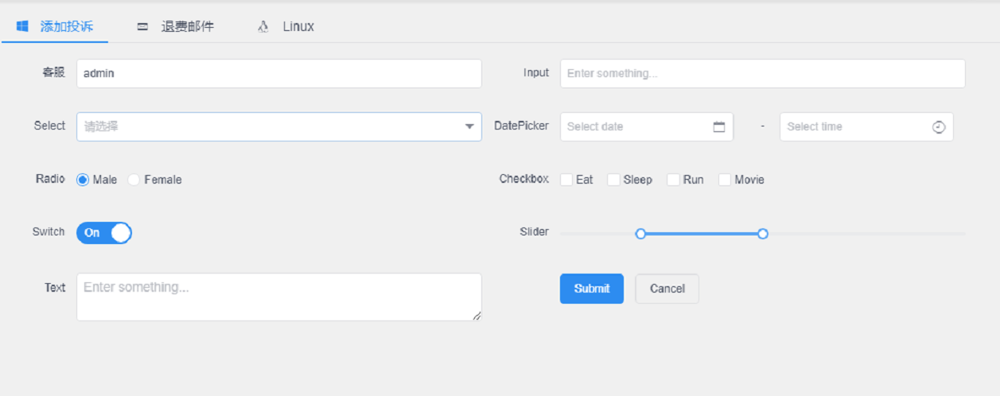 添加投诉 退费邮件 Linux
客服 admin Input Enter something...
Select 请选择 DatePicker Select date - Select time
Radio Male Female Checkbox Eat Sleep Run Movie
Switch On Slider
Text Enter something... Submit Cancel